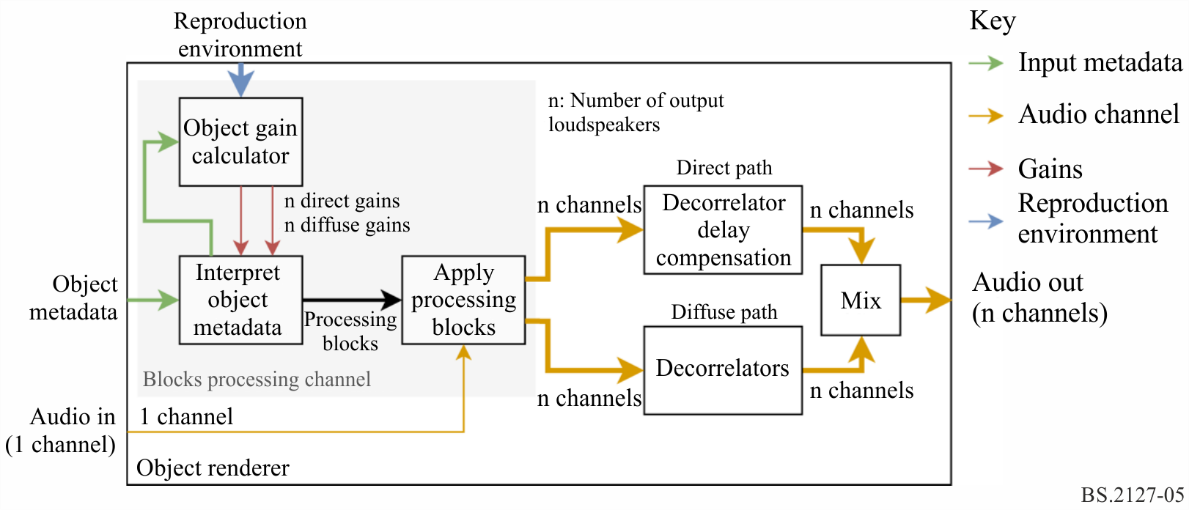 Reproduction
environment
Key
Input metadata
Audio channel
Gains
Reproduction
environment
n: Number of output
loudspeakers
Object gain
calculator
n direct gains
n diffuse gains
Direct path
n channels
Decorrelator
delay
compensation
n channels
Object
metadata
Interpret
object
metadata
Processing
blocks
Apply
processing
blocks
Mix
Audio out
(n channels)
Diffuse path
n channels
Decorrelators
n channels
Blocks processing channel
Audio in
(1 channel)
1 channel
Object renderer
BS.2127-05